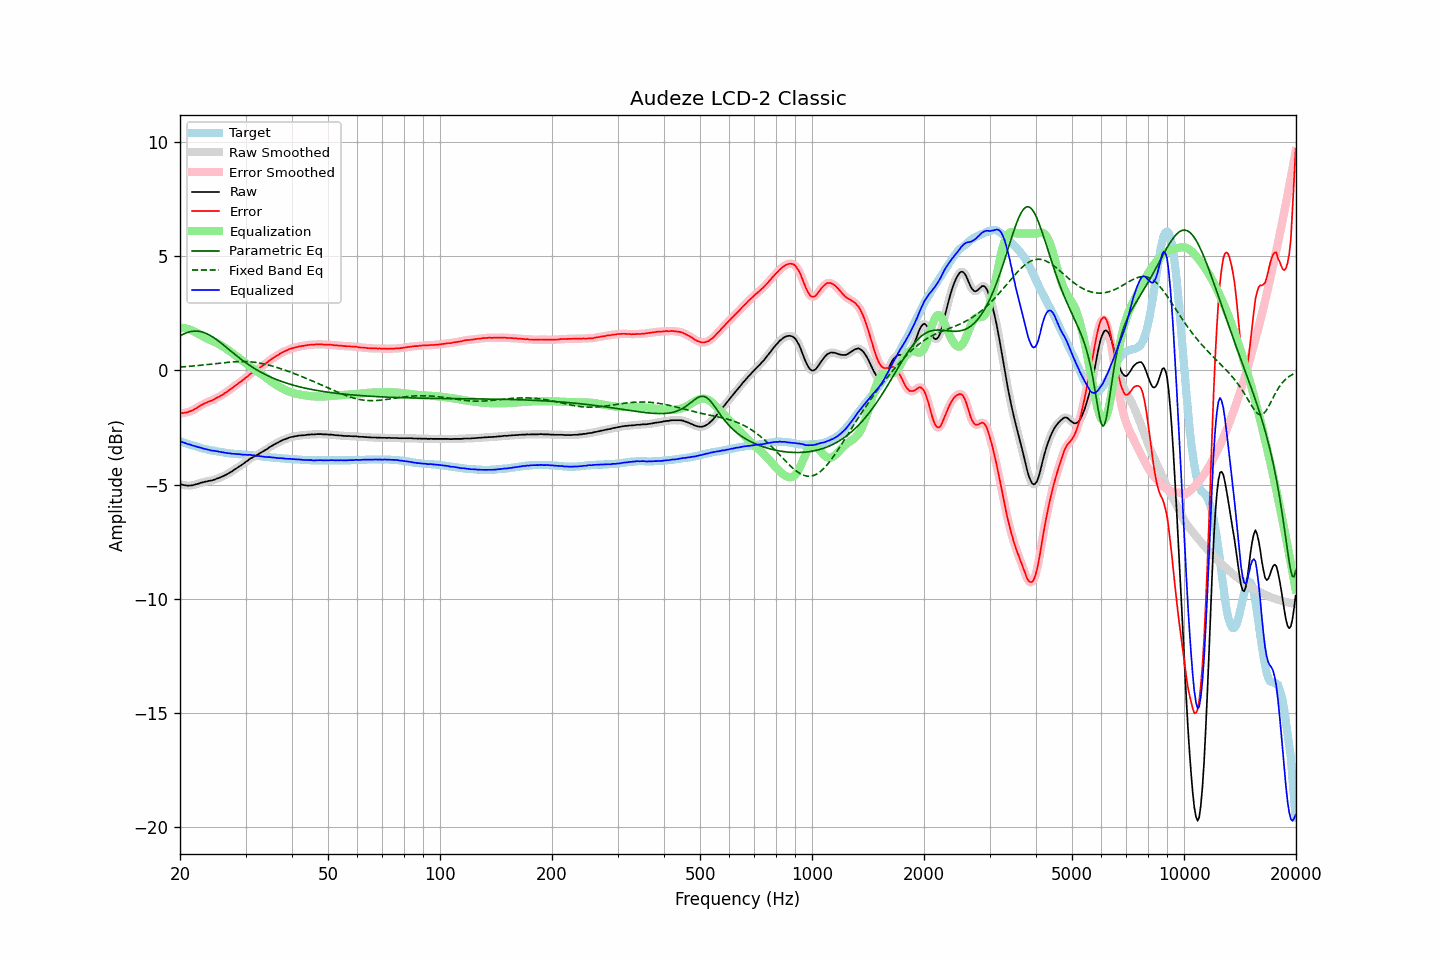 Audeze LCD-2 Classic
Target
Raw Smoothed
Error Smoothed
Raw
Error
Equalization
Parametric Eq
Fixed Band Eq
Equalized
10
5
0
−5
−10
−15
−20
Amplitude (dBr)
20 50 100 200 500 1000 2000 5000 10000 20000
Frequency (Hz)